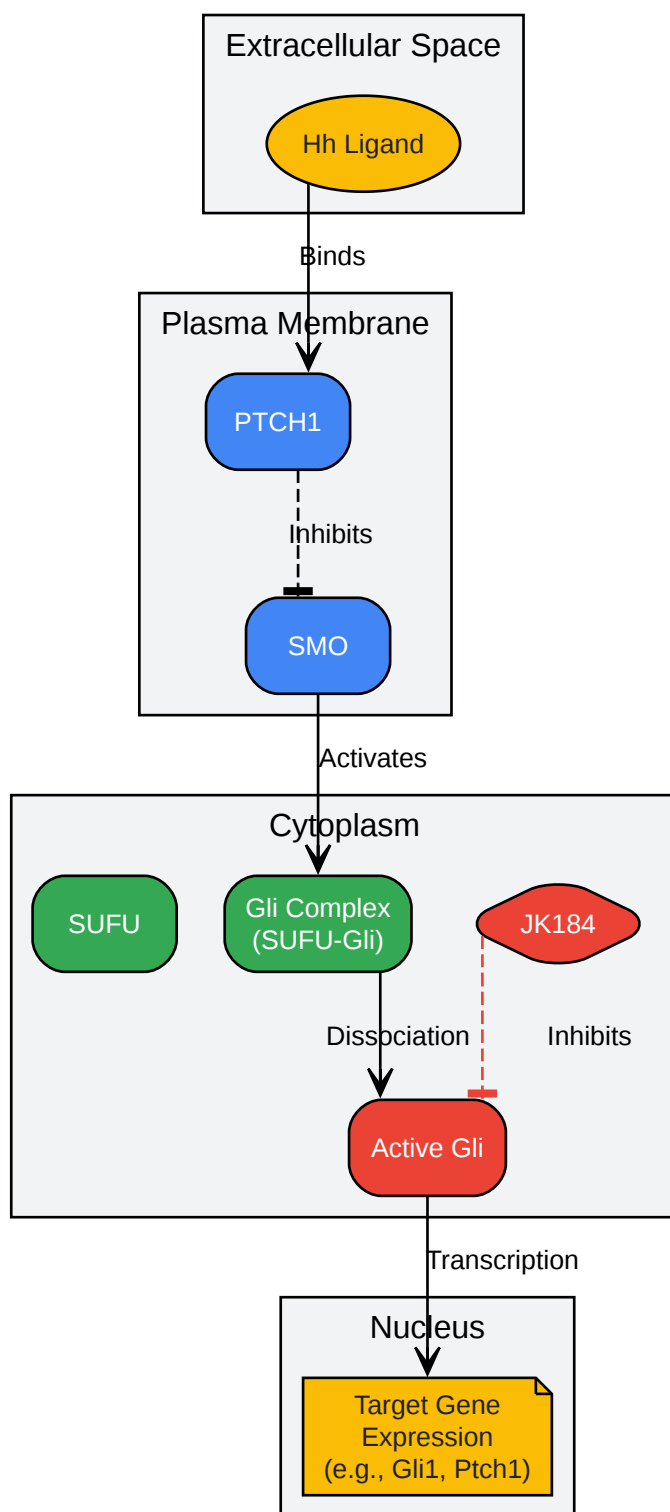 Extracellular Space
Hh Ligand
Binds
Plasma Membrane
PTCH1
Inhibits
SMO
Activates
Cytoplasm
SUFU
Gli Complex
(SUFU-Gli)
JK184
Dissociation
Inhibits
Active Gli
Transcription
Nucleus
Target Gene
Expression
(e.g., Gli1, Ptch1)